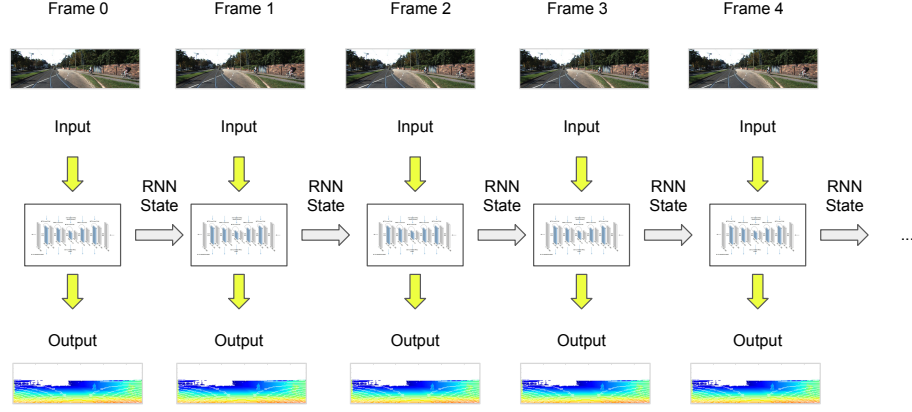 Frame 0
Frame 1
Frame 2
Frame 3
Frame 4
Input
Input
Input
Input
Input
RNN
State
RNN
State
RNN
State
RNN
State
RNN
State
...
Output
Output
Output
Output
Output